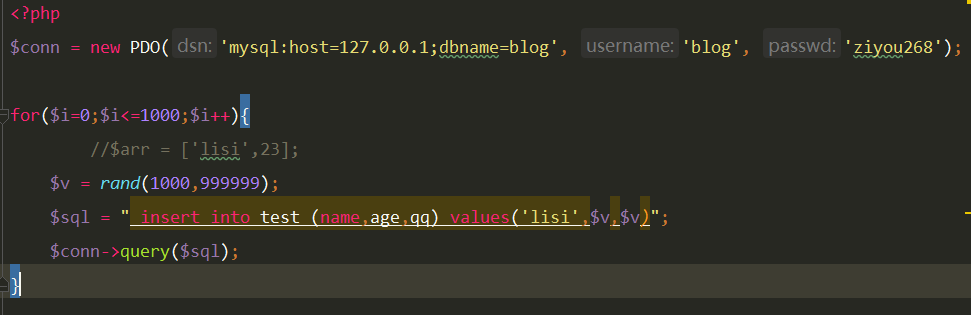 <?php
$conn = new PDO( dsn: 'mysql:host=127.0.0.1;dbname=blog', username: 'blog', passwd: 'ziyou268');
for($i=0;$i<=1000;$i++){
//$arr = ['lisi',23];
$v = rand(1000,999999);
$sql = " insert into test (name,age,qq) values('lisi',$v,$v)";
$conn->query($sql);
}